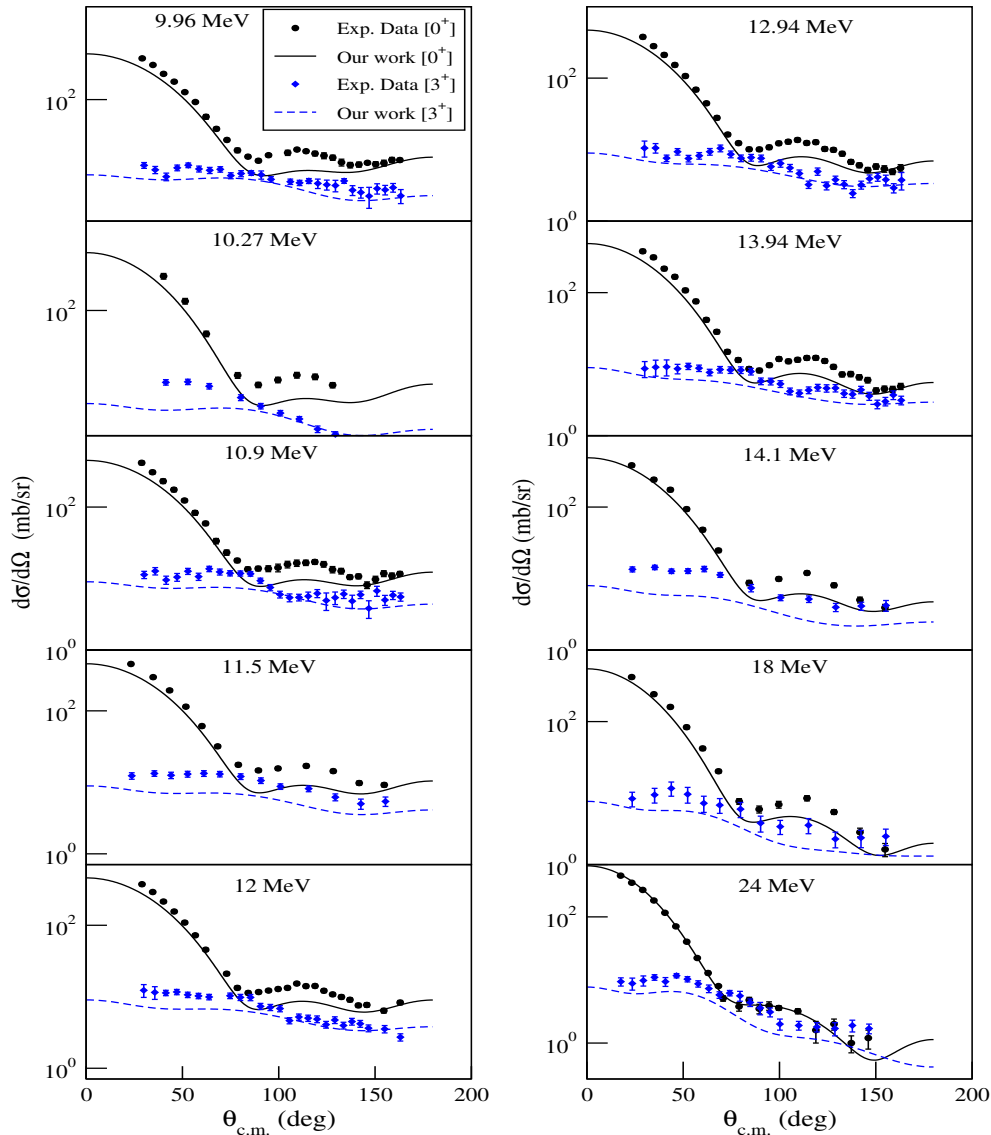 9.96 MeV
Exp. Data [0⁺]
Our work [0⁺]
Exp. Data [3⁺]
Our work [3⁺]
10²
10.27 MeV
10²
10.9 MeV
10²
10⁰
11.5 MeV
10²
10⁰
12 MeV
10²
10⁰
0 50 100 150 200
θc.m. (deg)
dσ/dΩ (mb/sr)
12.94 MeV
10²
10⁰
13.94 MeV
10²
10⁰
14.1 MeV
10²
10⁰
18 MeV
10²
10⁰
24 MeV
10²
10⁰
0 50 100 150 200
θc.m. (deg)
dσ/dΩ (mb/sr)